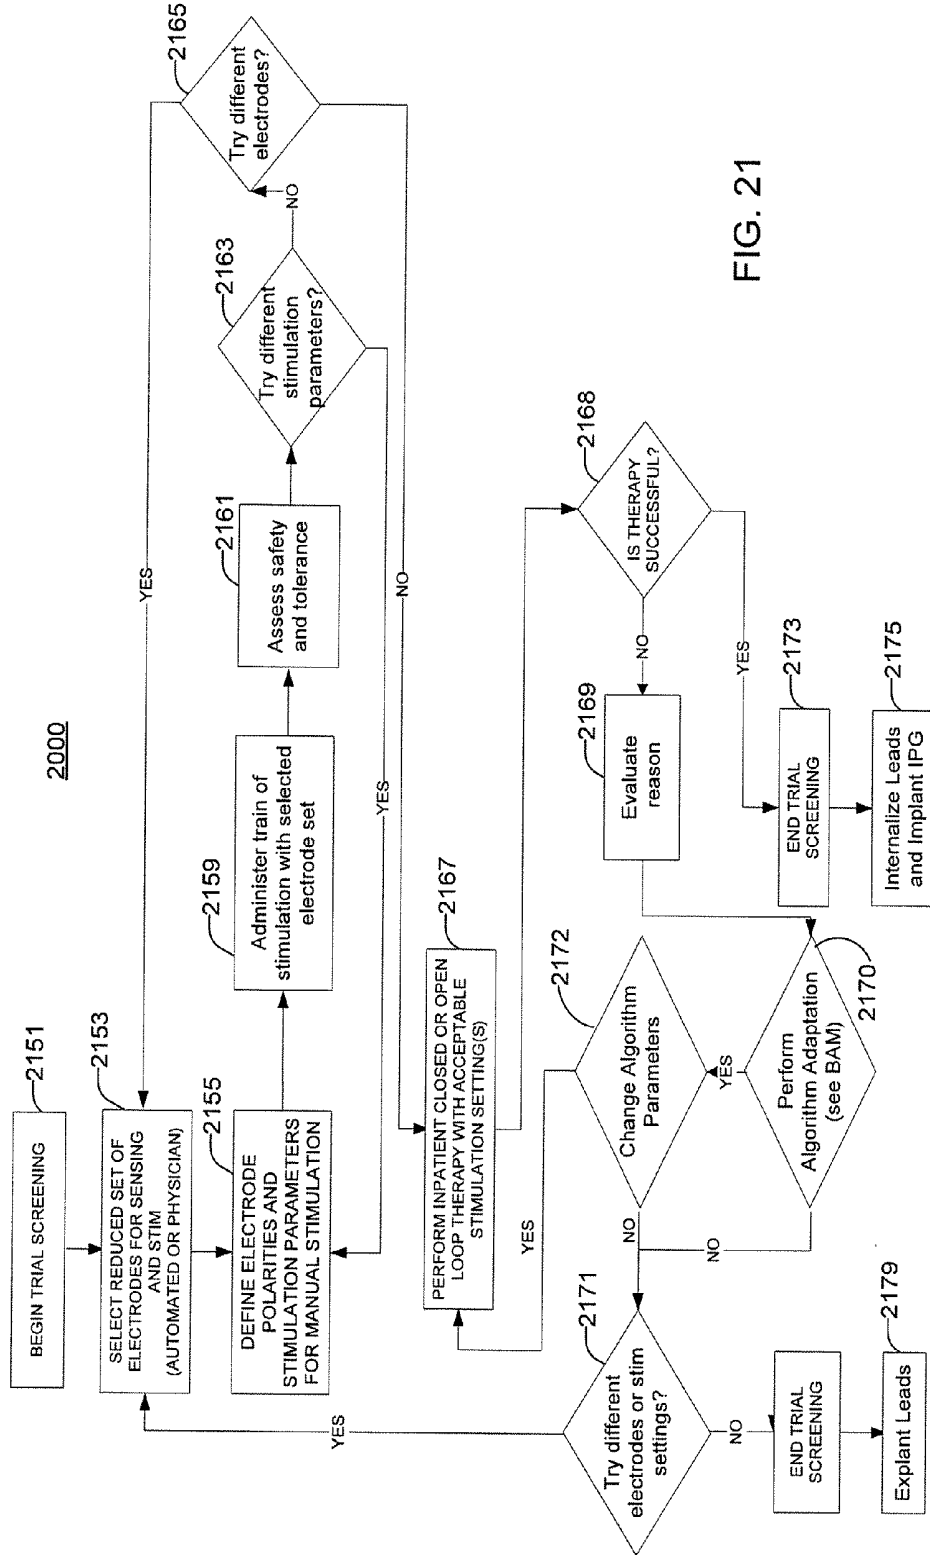 2000
2151
BEGIN TRIAL SCREENING
2153
SELECT REDUCED SET OF
ELECTRODES FOR SENSING
AND STIM
(AUTOMATED OR PHYSICIAN)
YES
2155
DEFINE ELECTRODE
POLARITIES AND
STIMULATION PARAMETERS
FOR MANUAL STIMULATION
2159
Administer train of
stimulation with selected
electrode set
2161
Assess safety
and tolerance
2163
Try different
stimulation
parameters?
NO
2165
Try different
electrodes?
YES
NO
YES
2167
PERFORM INPATIENT CLOSED OR OPEN
LOOP THERAPY WITH ACCEPTABLE
STIMULATION SETTING(S)
2168
IS THERAPY
SUCCESSFUL?
NO
YES
2169
Evaluate
reason
2170
Perform
Algorithm Adaptation
(see BAM)
YES
NO
2172
Change Algorithm
Parameters
YES
NO
2171
Try different
electrodes or stim
settings?
NO
END TRIAL
SCREENING
2179
Explant Leads
2173
END TRIAL
SCREENING
2175
Internalize Leads
and Implant IPG
FIG. 21